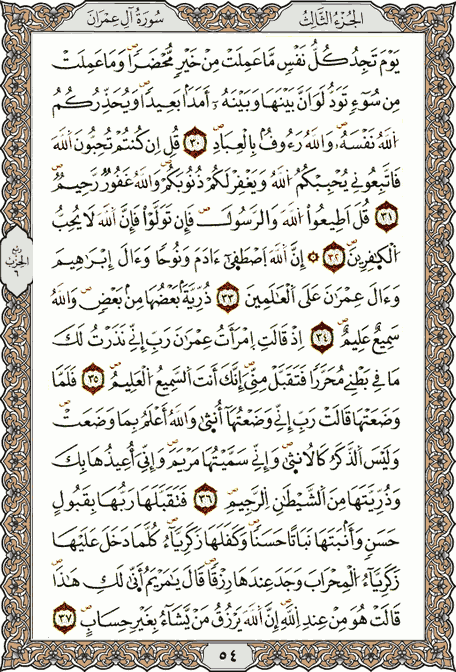 الجُزْءُ الثَّالِثُ
سُورَةُ آلِ عِمْرَانَ
يَوْمَ تَجِدُ كُلُّ نَفْسٍ مَّا عَمِلَتْ مِنْ خَيْرٍ مُّحْضَرًا وَمَا عَمِلَتْ
مِن سُوٓءٍ تَوَدُّ لَوْ أَنَّ بَيْنَهَا وَبَيْنَهُۥٓ أَمَدًۢا بَعِيدًا وَيُحَذِّرُكُمُ
ٱللَّهُ نَفْسَهُۥ وَٱللَّهُ رَءُوفُۢ بِٱلْعِبَادِ ٣٠ قُلْ إِن كُنتُمْ تُحِبُّونَ ٱللَّهَ
فَٱتَّبِعُونِي يُحْبِبْكُمُ ٱللَّهُ وَيَغْفِرْ لَكُمْ ذُنُوبَكُمْ وَٱللَّهُ غَفُورٌ رَّحِيمٌ
٣١ قُلْ أَطِيعُوا۟ ٱللَّهَ وَٱلرَّسُولَ فَإِن تَوَلَّوْا۟ فَإِنَّ ٱللَّهَ لَا يُحِبُّ
ٱلْكَٰفِرِينَ ٣٢ ۞ إِنَّ ٱللَّهَ ٱصْطَفَىٰٓ ءَادَمَ وَنُوحًا وَءَالَ إِبْرَٰهِيمَ
وَءَالَ عِمْرَٰنَ عَلَى ٱلْعَٰلَمِينَ ٣٣ ذُرِّيَّةًۢ بَعْضُهَا مِنۢ بَعْضٍ وَٱللَّهُ
سَمِيعٌ عَلِيمٌ ٣٤ إِذْ قَالَتِ ٱمْرَأَتُ عِمْرَٰنَ رَبِّ إِنِّي نَذَرْتُ لَكَ
مَا فِي بَطْنِي مُحَرَّرًا فَتَقَبَّلْ مِنِّيٓ إِنَّكَ أَنتَ ٱلسَّمِيعُ ٱلْعَلِيمُ ٣٥ فَلَمَّا
وَضَعَتْهَا قَالَتْ رَبِّ إِنِّي وَضَعْتُهَآ أُنثَىٰ وَٱللَّهُ أَعْلَمُ بِمَا وَضَعَتْ
وَلَيْسَ ٱلذَّكَرُ كَٱلْأُنثَىٰ وَإِنِّي سَمَّيْتُهَا مَرْيَمَ وَإِنِّيٓ أُعِيذُهَا بِكَ
وَذُرِّيَّتَهَا مِنَ ٱلشَّيْطَٰنِ ٱلرَّجِيمِ ٣٦ فَتَقَبَّلَهَا رَبُّهَا بِقَبُولٍ
حَسَنٍ وَأَنۢبَتَهَا نَبَاتًا حَسَنًا وَكَفَلَهَا زَكَرِيَّآءُ كُلَّمَا دَخَلَ عَلَيْهَا
زَكَرِيَّآءُ ٱلْمِحْرَابَ وَجَدَ عِندَهَا رِزْقًا قَالَ يَٰمَرْيَمُ أَنَّىٰ لَكِ هَٰذَا
قَالَتْ هُوَ مِنْ عِندِ ٱللَّهِ إِنَّ ٱللَّهَ يَرْزُقُ مَن يَشَآءُ بِغَيْرِ حِسَابٍ ٣٧
ربع
الحزب
٦
٥٤